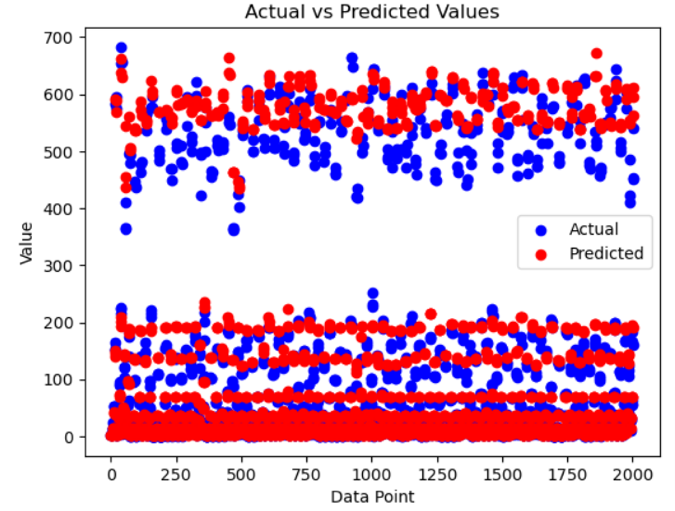 Actual vs Predicted Values
700
600
500
400
300
200
100
0
Value
Actual
Predicted
0 250 500 750 1000 1250 1500 1750 2000
Data Point